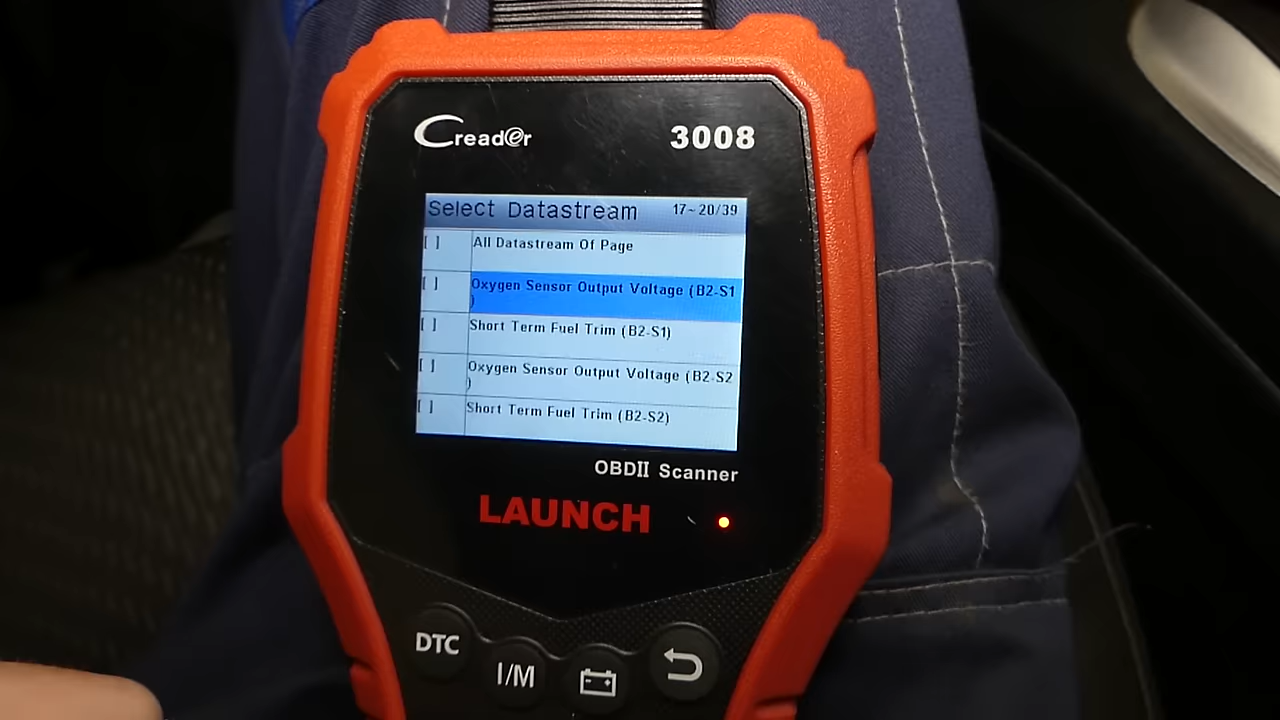 Creader
3008
Select Datastream 17~20/39
[ ] All Datastream Of Page
[ ] Oxygen Sensor Output Voltage (B2-S1
)
[ ] Short Term Fuel Trim (B2-S1)
[ ] Oxygen Sensor Output Voltage (B2-S2
)
[ ] Short Term Fuel Trim (B2-S2)
OBDII Scanner
LAUNCH
DTC
I/M